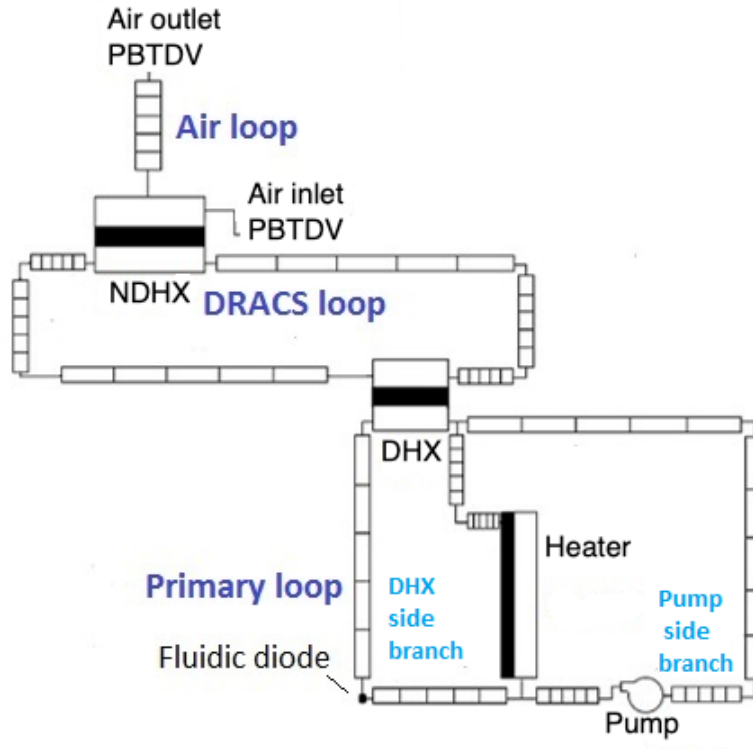 Air outlet
PBTDV
Air loop
Air inlet
PBTDV
NDHX
DRACS loop
DHX
Heater
Primary loop
DHX
side
branch
Pump
side
branch
Fluidic diode
Pump